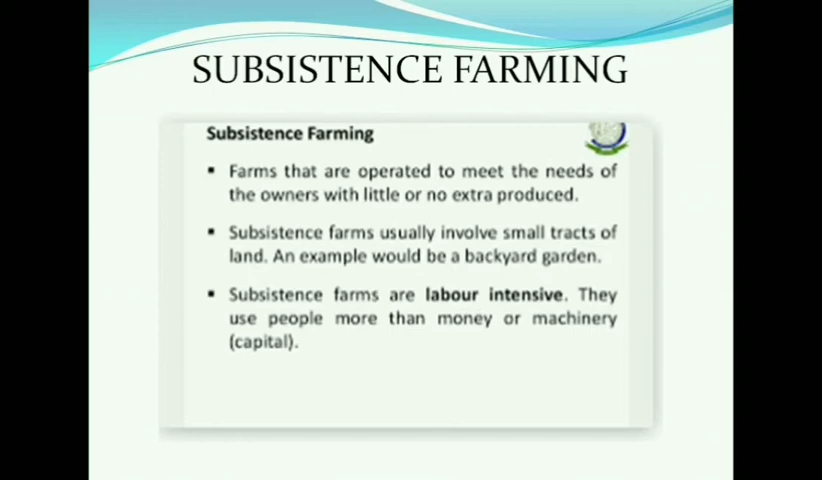 SUBSISTENCE FARMING
Subsistence Farming
▪ Farms that are operated to meet the needs of
the owners with little or no extra produced.
▪ Subsistence farms usually involve small tracts of
land. An example would be a backyard garden.
▪ Subsistence farms are labour intensive. They
use people more than money or machinery
(capital).